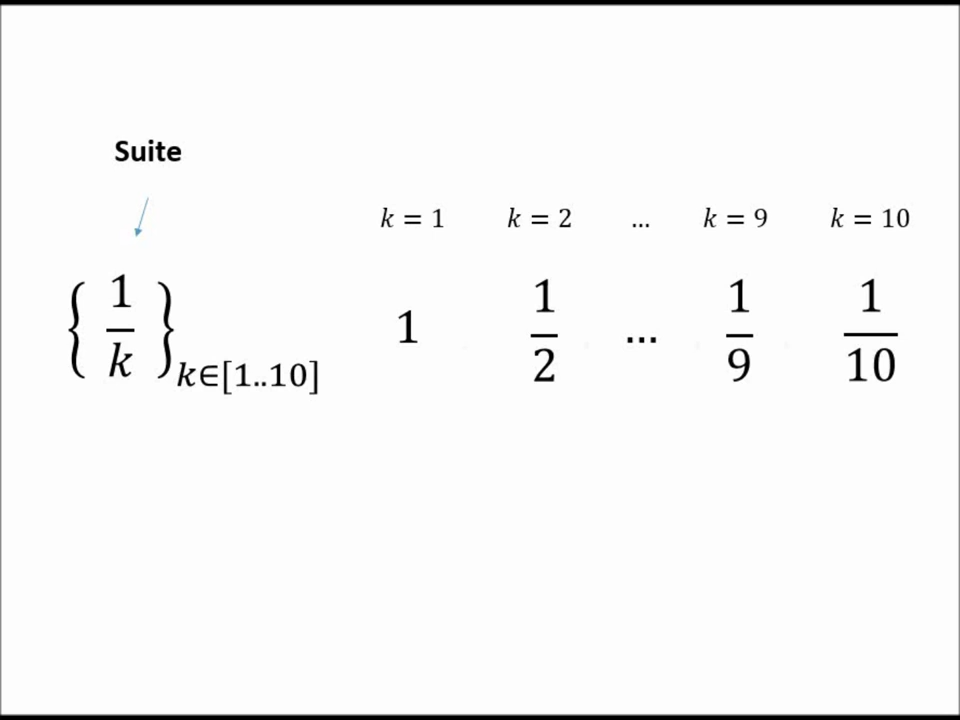 Suite
k = 1 k = 2 ... k = 9 k = 10
{ 1/k } k∈[1..10] 1 1/2 ... 1/9 1/10